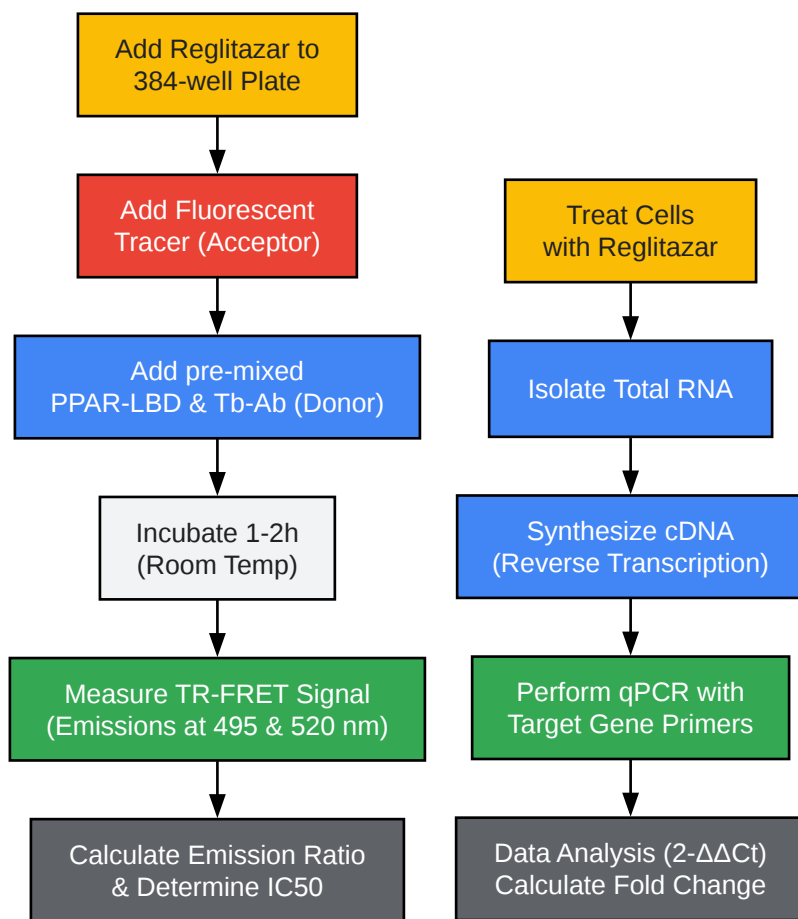 Add Reglitazar to
384-well Plate
Add Fluorescent
Tracer (Acceptor)
Add pre-mixed
PPAR-LBD & Tb-Ab (Donor)
Incubate 1-2h
(Room Temp)
Measure TR-FRET Signal
(Emissions at 495 & 520 nm)
Calculate Emission Ratio
& Determine IC50
Treat Cells
with Reglitazar
Isolate Total RNA
Synthesize cDNA
(Reverse Transcription)
Perform qPCR with
Target Gene Primers
Data Analysis (2-ΔΔCt)
Calculate Fold Change